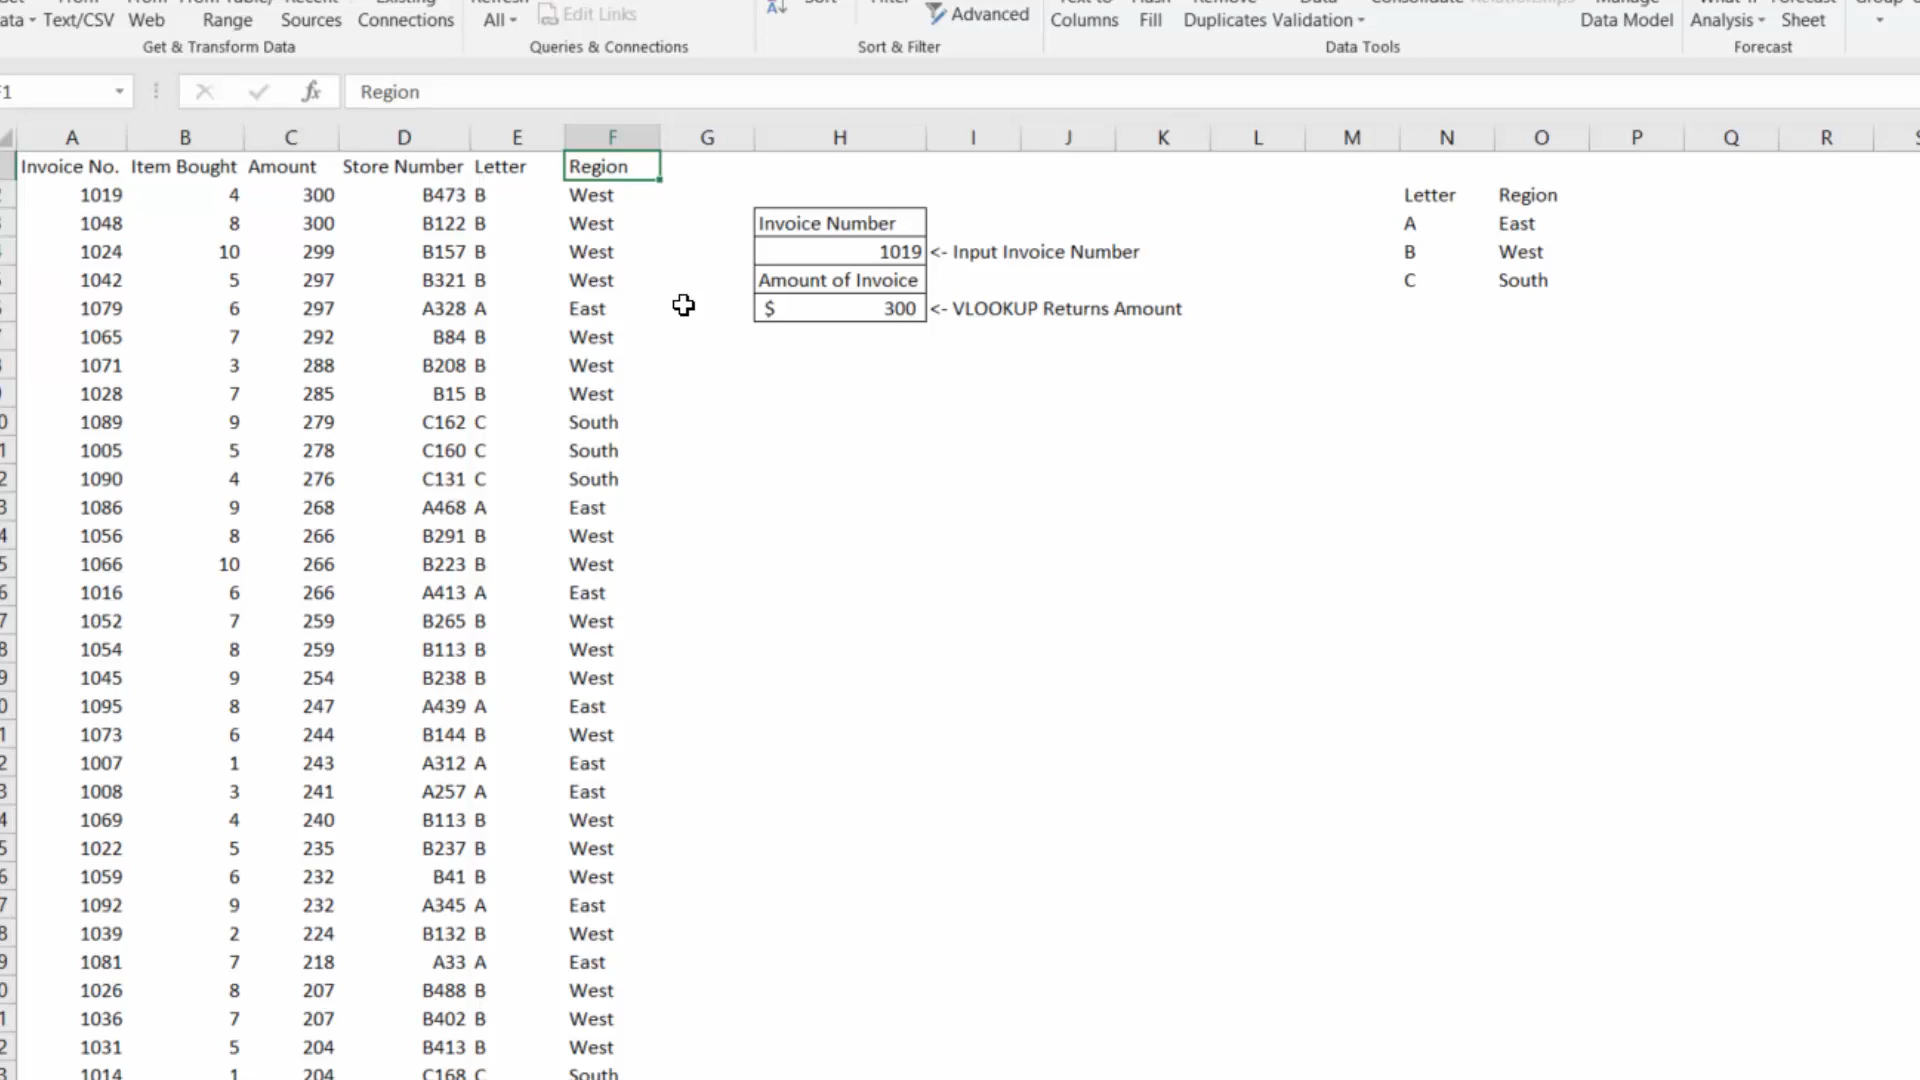 Text/CSV Web Range Sources Connections All Edit Links Advanced Columns Fill Duplicates Validation Data Model Analysis Sheet
Get & Transform Data Queries & Connections Sort & Filter Data Tools Forecast
Region
A B C D E F G H I J K L M N O P Q R
Invoice No. Item Bought Amount Store Number Letter Region
1019 4 300 B473 B West Letter Region
1048 8 300 B122 B West Invoice Number A East
1024 10 299 B157 B West 1019 <- Input Invoice Number B West
1042 5 297 B321 B West Amount of Invoice C South
1079 6 297 A328 A East $ 300 <- VLOOKUP Returns Amount
1065 7 292 B84 B West
1071 3 288 B208 B West
1028 7 285 B15 B West
1089 9 279 C162 C South
1005 5 278 C160 C South
1090 4 276 C131 C South
1086 9 268 A468 A East
1056 8 266 B291 B West
1066 10 266 B223 B West
1016 6 266 A413 A East
1052 7 259 B265 B West
1054 8 259 B113 B West
1045 9 254 B238 B West
1095 8 247 A439 A East
1073 6 244 B144 B West
1007 1 243 A312 A East
1008 3 241 A257 A East
1069 4 240 B113 B West
1022 5 235 B237 B West
1059 6 232 B41 B West
1092 9 232 A345 A East
1039 2 224 B132 B West
1081 7 218 A33 A East
1026 8 207 B488 B West
1036 7 207 B402 B West
1031 5 204 B413 B West
1014 1 204 C168 C South